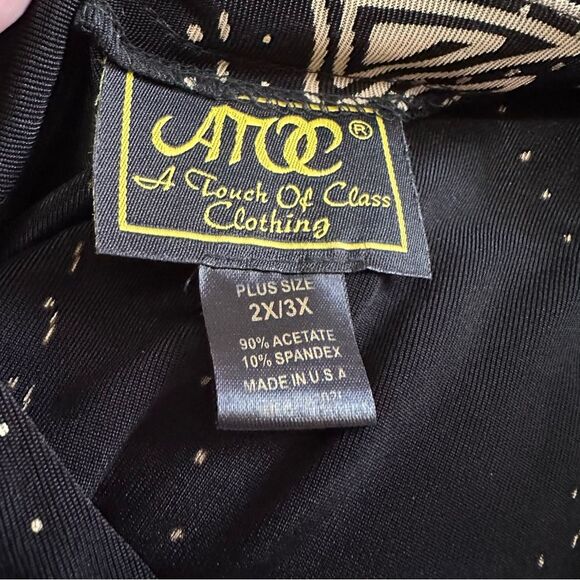 ATOC®
A Touch Of Class
Clothing
PLUS SIZE
2X/3X
90% ACETATE
10% SPANDEX
MADE IN U.S.A